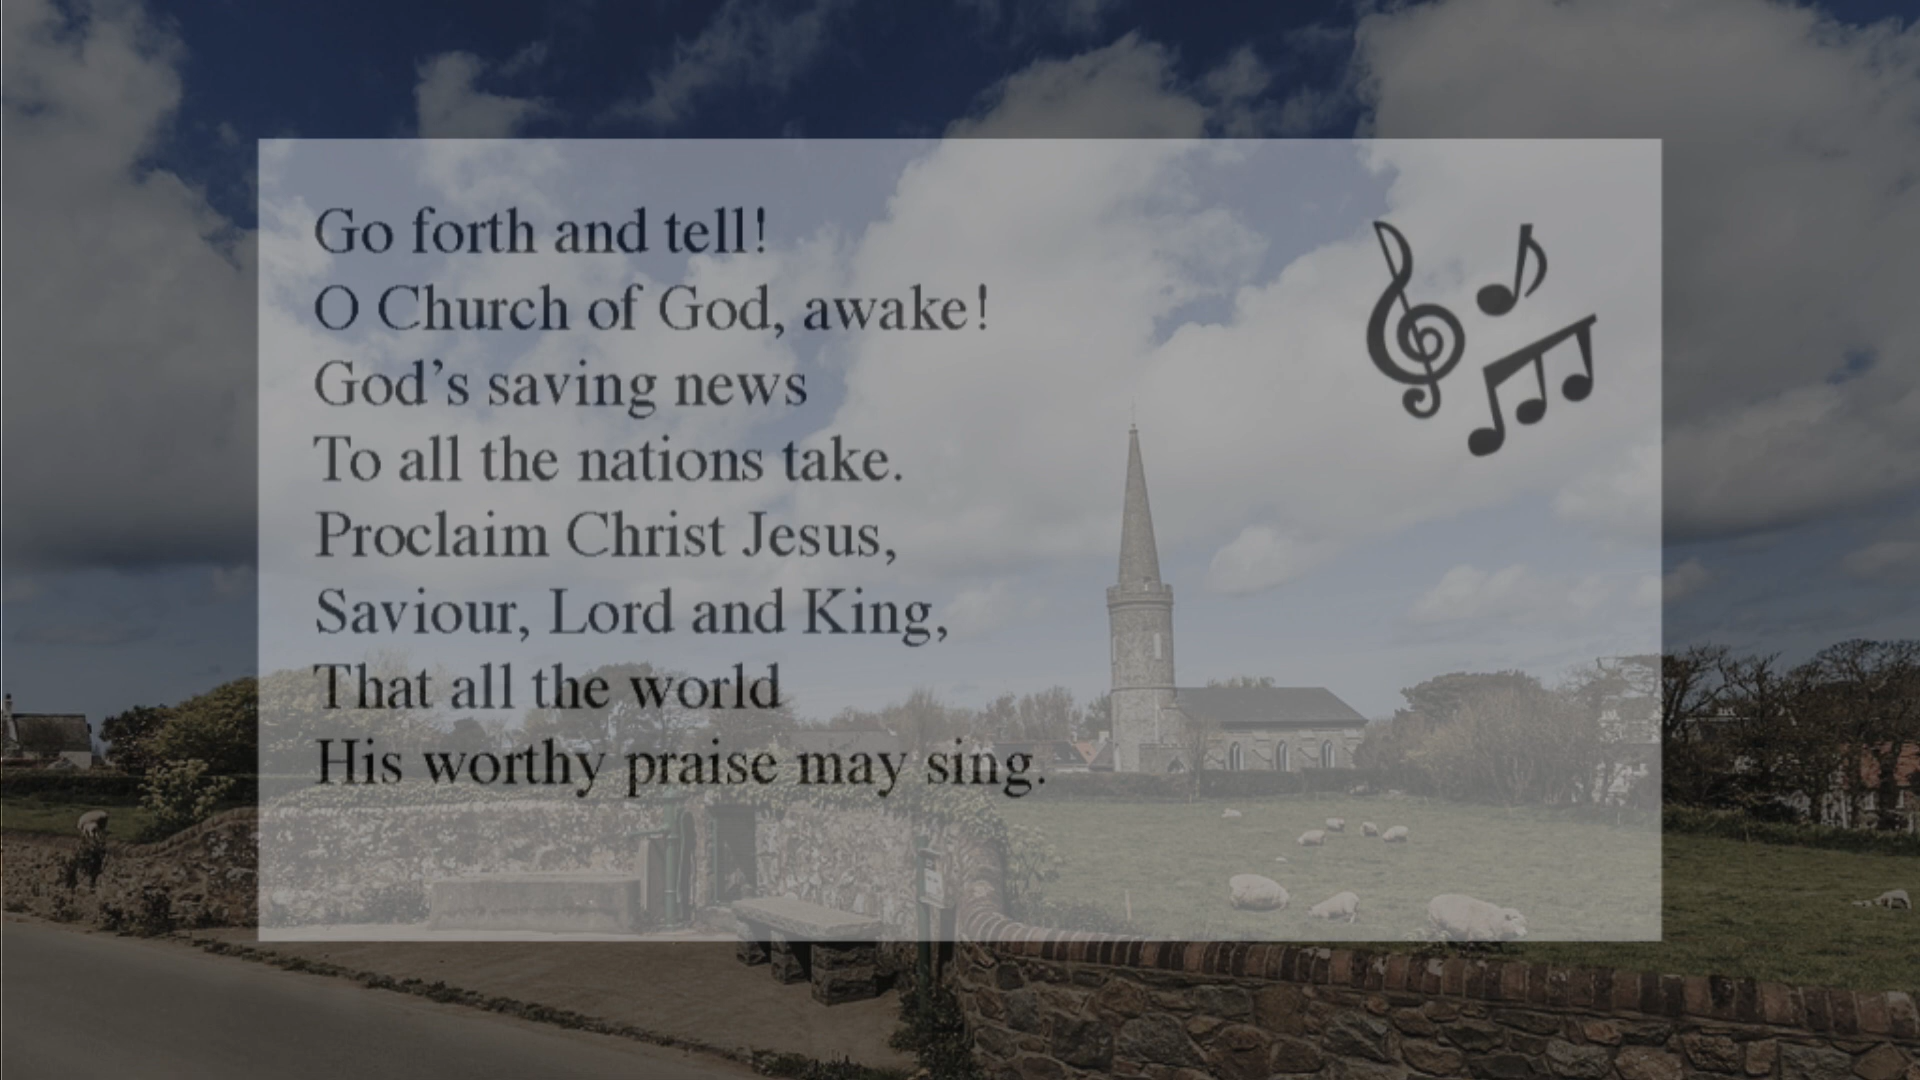 Go forth and tell!
O Church of God, awake!
God’s saving news
To all the nations take.
Proclaim Christ Jesus,
Saviour, Lord and King,
That all the world
His worthy praise may sing.